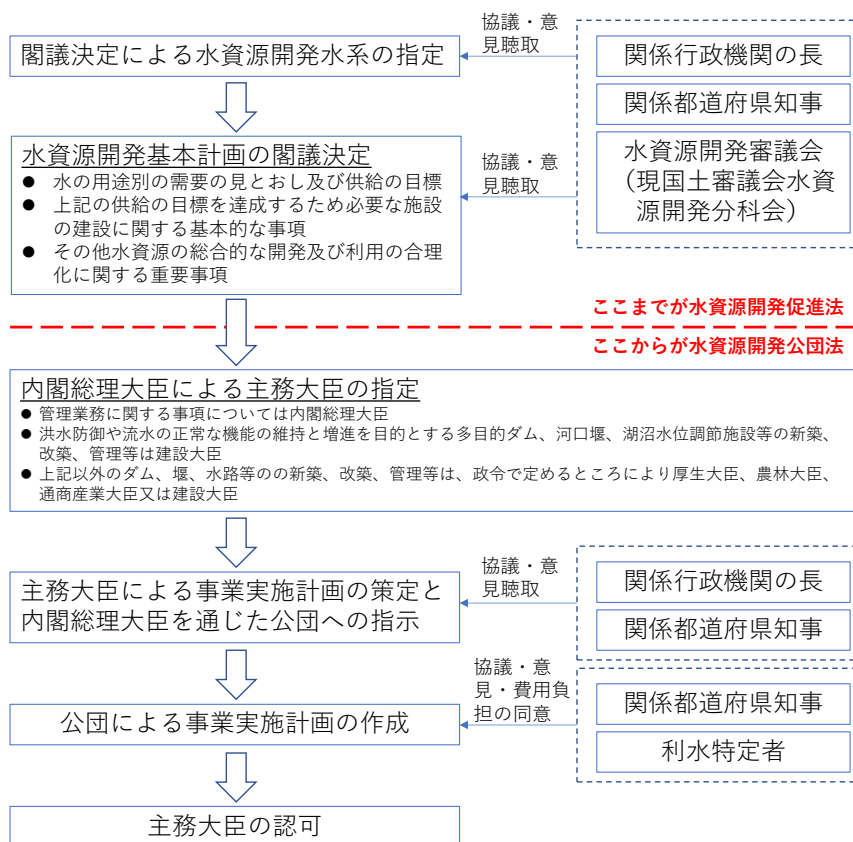 協議・意
見聴取
閣議決定による水資源開発水系の指定
関係行政機関の長
関係都道府県知事
水資源開発審議会
（現国土審議会水資
源開発分科会）
水資源開発基本計画の閣議決定
● 水の用途別の需要の見とおし及び供給の目標
● 上記の供給の目標を達成するため必要な施設
の建設に関する基本的な事項
● その他水資源の総合的な開発及び利用の合理
化に関する重要事項
協議・意
見聴取
ここまでが水資源開発促進法
ここからが水資源開発公団法
内閣総理大臣による主務大臣の指定
● 管理業務に関する事項については内閣総理大臣
● 洪水防御や流水の正常な機能の維持と増進を目的とする多目的ダム、河口堰、湖沼水位調節施設等の新築、
改築、管理等は建設大臣
● 上記以外のダム、堰、水路等のの新築、改築、管理等は、政令で定めるところにより厚生大臣、農林大臣、
通商産業大臣又は建設大臣
主務大臣による事業実施計画の策定と
内閣総理大臣を通じた公団への指示
協議・意
見聴取
関係行政機関の長
関係都道府県知事
公団による事業実施計画の作成
協議・意
見・費用負
担の同意
関係都道府県知事
利水特定者
主務大臣の認可